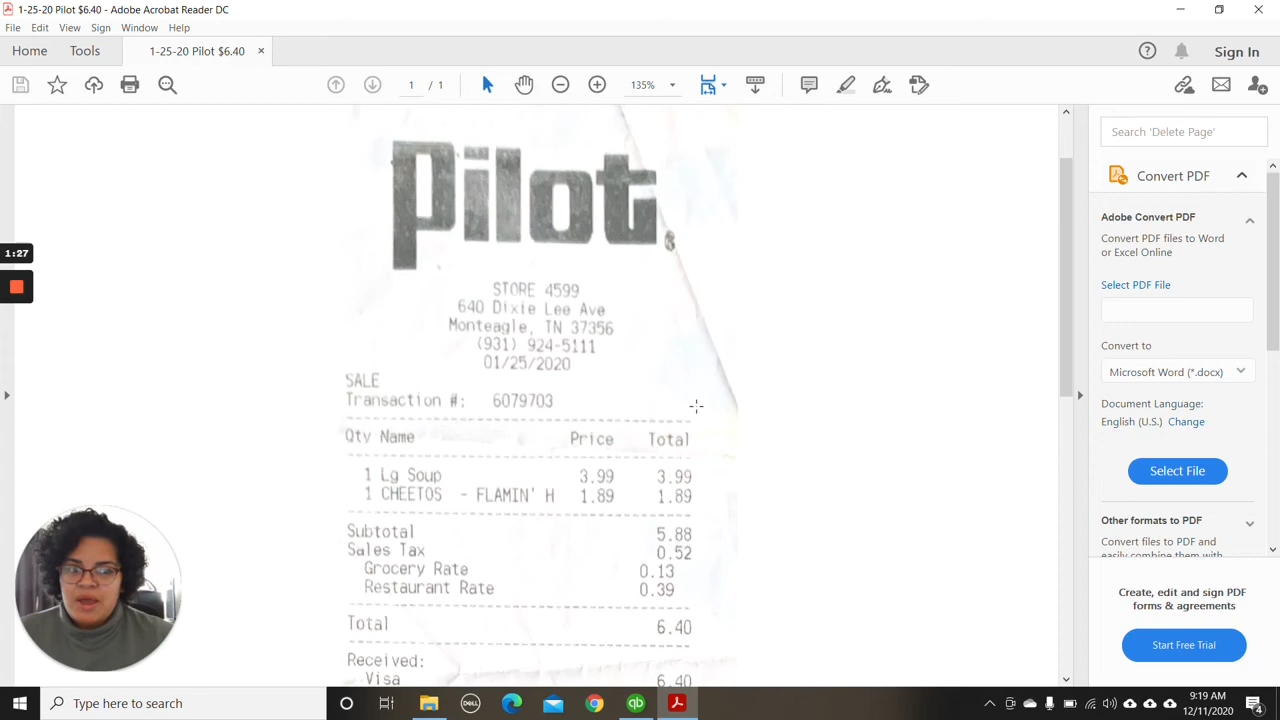 1-25-20 Pilot $6.40 - Adobe Acrobat Reader DC
File Edit View Sign Window Help
Home Tools 1-25-20 Pilot $6.40 × Sign In
1 / 1 135%
Search 'Delete Page'
Convert PDF
Adobe Convert PDF
Convert PDF files to Word
or Excel Online
Select PDF File
Convert to
Microsoft Word (*.docx)
Document Language:
English (U.S.) Change
Select File
Other formats to PDF
Convert files to PDF and
easily combine them with
Create, edit and sign PDF
forms & agreements
Start Free Trial
1:27
Pilot
STORE 4599
640 Dixie Lee Ave
Monteagle, TN 37356
(931) 924-5111
01/25/2020
SALE
Transaction #: 6079703
Qty Name Price Total
1 Lg Soup 3.99 3.99
1 CHEETOS - FLAMIN' H 1.89 1.89
Subtotal 5.88
Sales Tax 0.52
Grocery Rate 0.13
Restaurant Rate 0.39
Total 6.40
Received:
Visa 6.40
Type here to search
DELL
qb
9:19 AM
12/11/2020
4